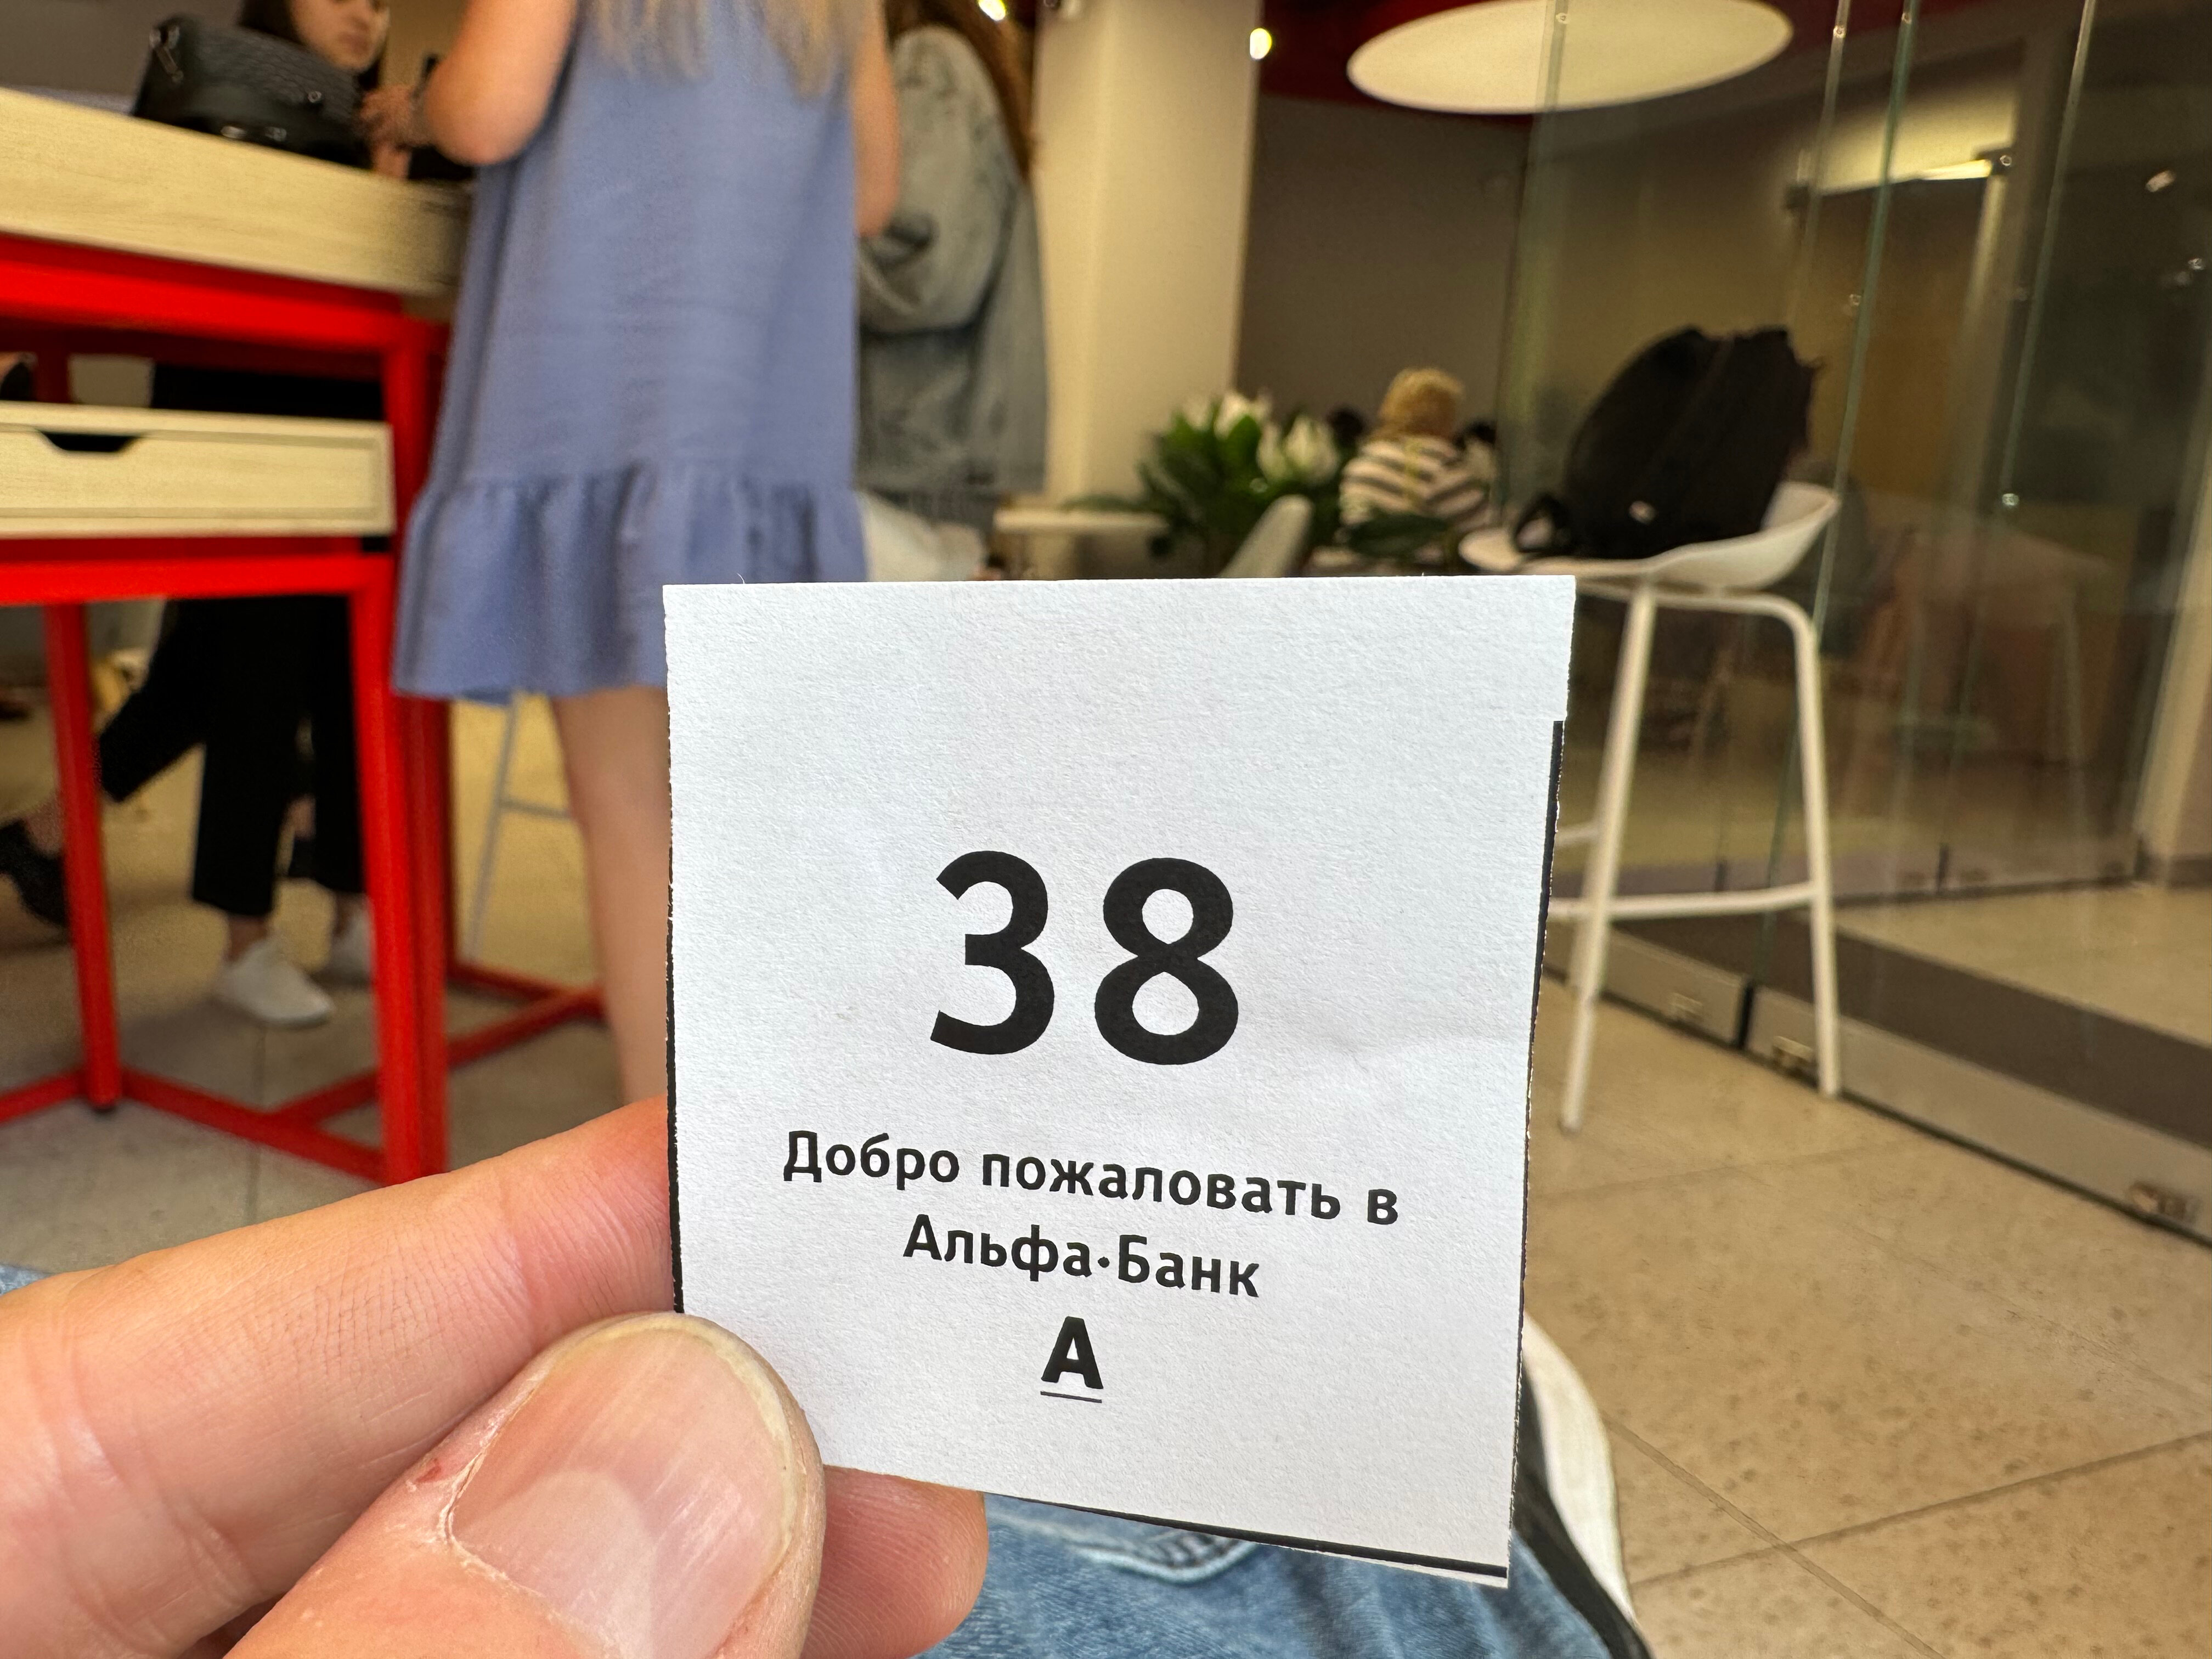 38
Добро пожаловать в
Альфа·Банк
А